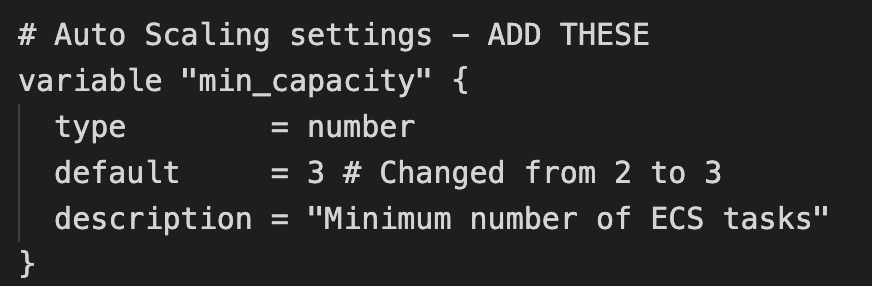 # Auto Scaling settings – ADD THESE
variable "min_capacity" {
  type        = number
  default     = 3 # Changed from 2 to 3
  description = "Minimum number of ECS tasks"
}